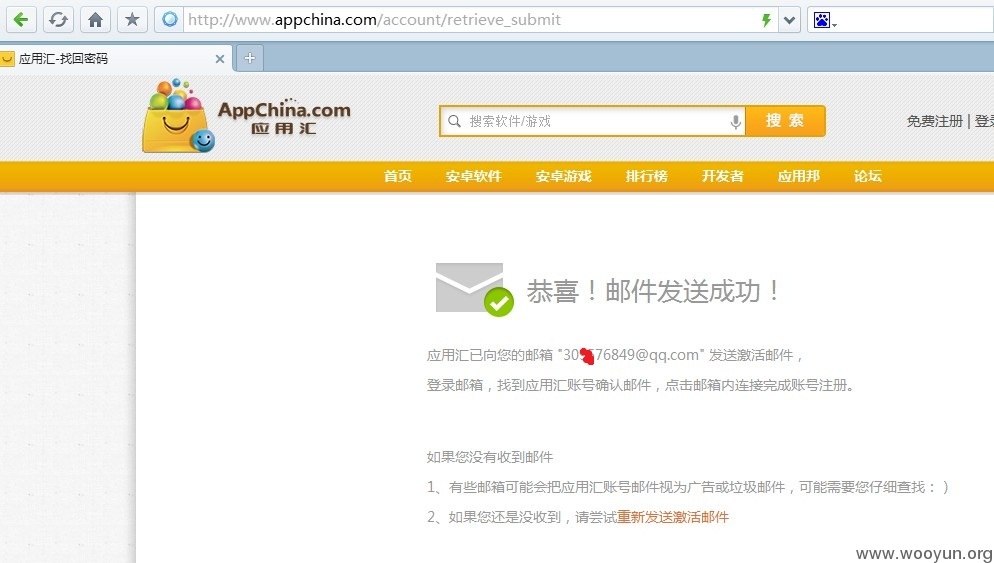 http://www.appchina.com/account/retrieve_submit
应用汇-找回密码
AppChina.com
应用汇
搜索软件/游戏
搜索
免费注册 | 登
首页 安卓软件 安卓游戏 排行榜 开发者 应用邦 论坛
恭喜！邮件发送成功！
应用汇已向您的邮箱 "30 76849@qq.com" 发送激活邮件，
登录邮箱，找到应用汇账号确认邮件，点击邮箱内连接完成账号注册。
如果您没有收到邮件
1、有些邮箱可能会把应用汇账号邮件视为广告或垃圾邮件，可能需要您仔细查找：）
2、如果您还是没收到，请尝试重新发送激活邮件
www.wooyun.org